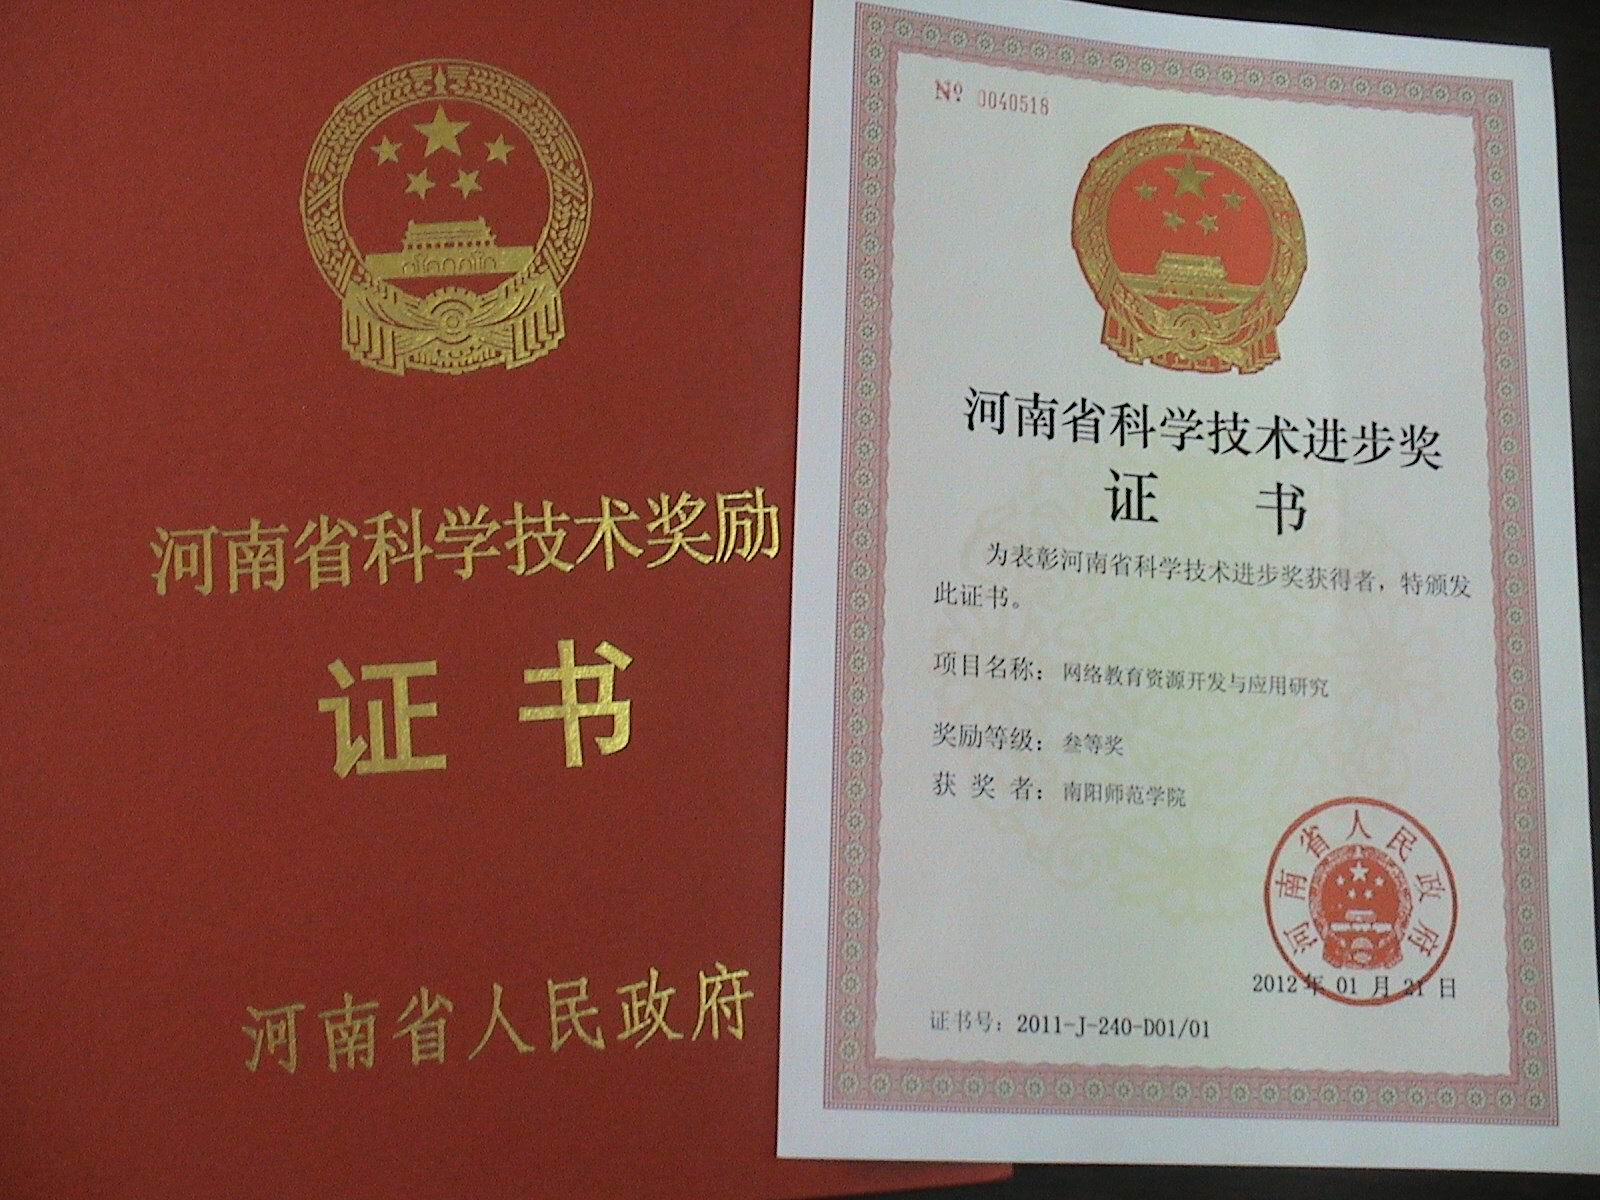 河南省科学技术奖励
证书
河南省人民政府
Nº 0040518
河南省科学技术进步奖
证书
为表彰河南省科学技术进步奖获得者，特颁发
此证书。
项目名称：网络教育资源开发与应用研究
奖励等级：叁等奖
获奖者：南阳师范学院
河南省人民政府
2012年01月21日
证书号：2011-J-240-D01/01